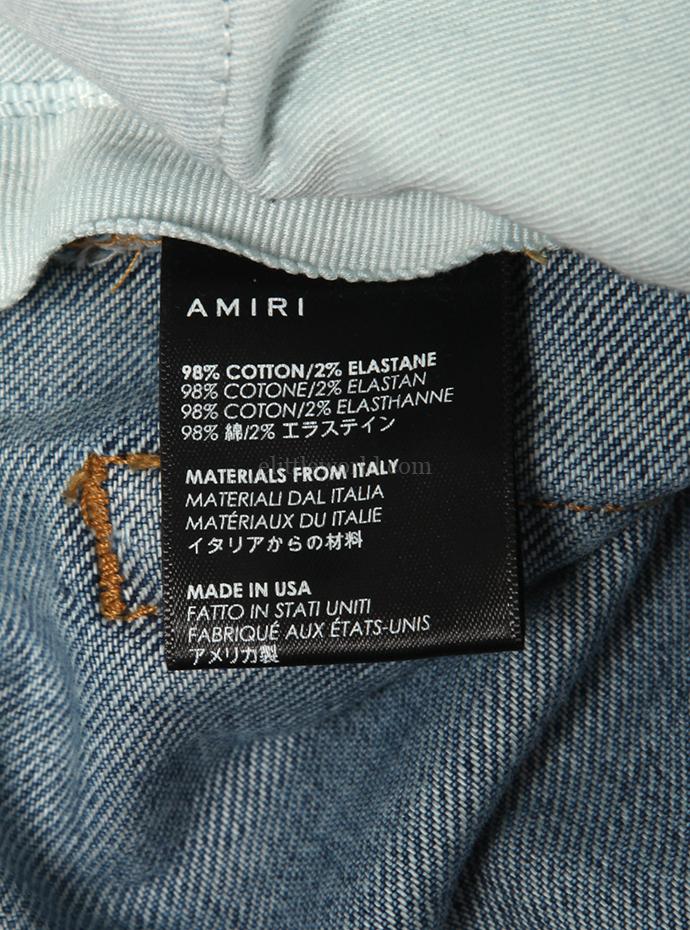 AMIRI
98% COTTON/2% ELASTANE
98% COTONE/2% ELASTAN
98% COTON/2% ELASTHANNE
98% 綿/2% エラステイン
MATERIALS FROM ITALY
MATERIALI DAL ITALIA
MATÉRIAUX DU ITALIE
イタリアからの材料
MADE IN USA
FATTO IN STATI UNITI
FABRIQUÉ AUX ÉTATS-UNIS
アメリカ製